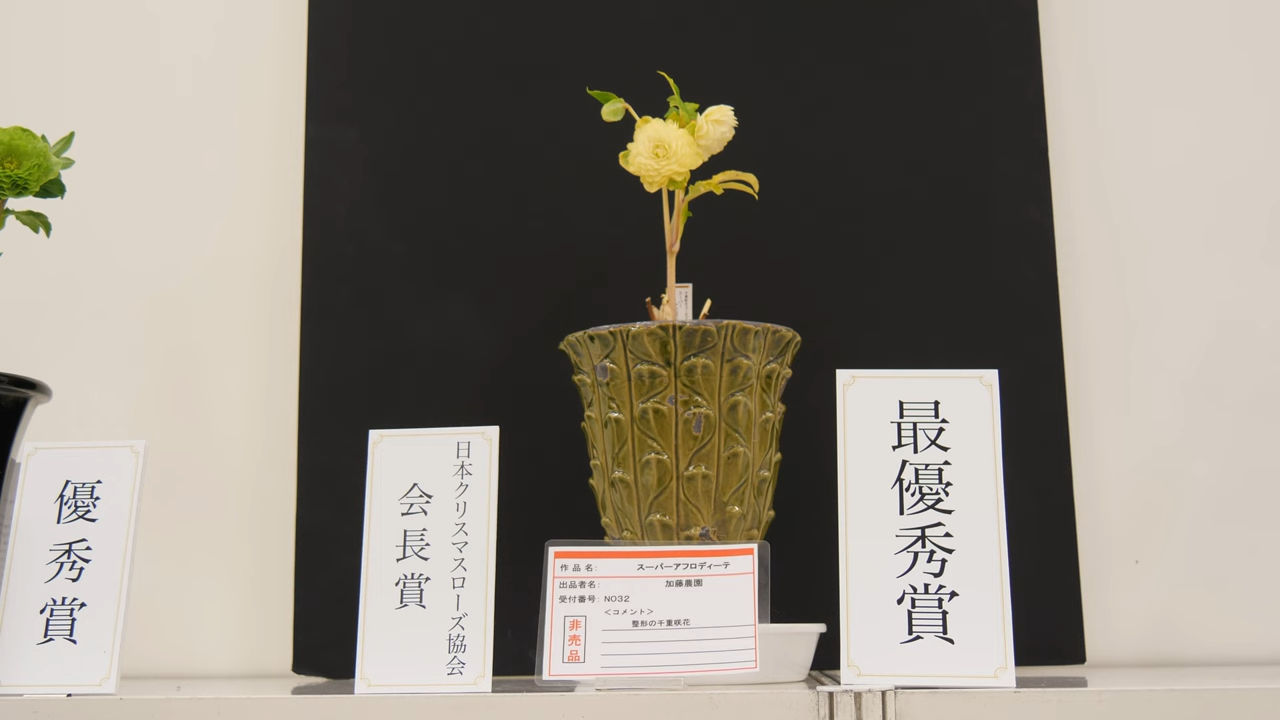 優秀賞
日本クリスマスローズ協会
会長賞
作品名: スーパーアフロディーテ
出品者名: 加藤農園
受付番号: NO32
＜コメント＞
整形の千重咲花
非売品
最優秀賞